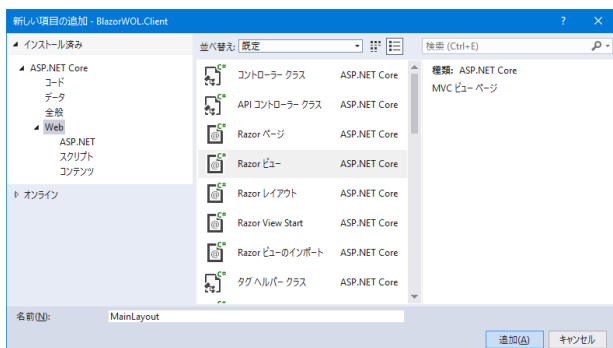 新しい項目の追加 - BlazorWOL.Client
? ×
インストール済み
並べ替え: 既定
検索 (Ctrl+E)
ASP.NET Core
コード
データ
全般
Web
ASP.NET
スクリプト
コンテンツ
オンライン
C# コントローラー クラス ASP.NET Core
C# API コントローラー クラス ASP.NET Core
C# @ Razor ページ ASP.NET Core
C# @ Razor ビュー ASP.NET Core
C# @ Razor レイアウト ASP.NET Core
C# @ Razor View Start ASP.NET Core
C# @ Razor ビューのインポート ASP.NET Core
C# タグ ヘルパー クラス ASP.NET Core
種類: ASP.NET Core
MVC ビュー ページ
名前(N): MainLayout
追加(A) キャンセル